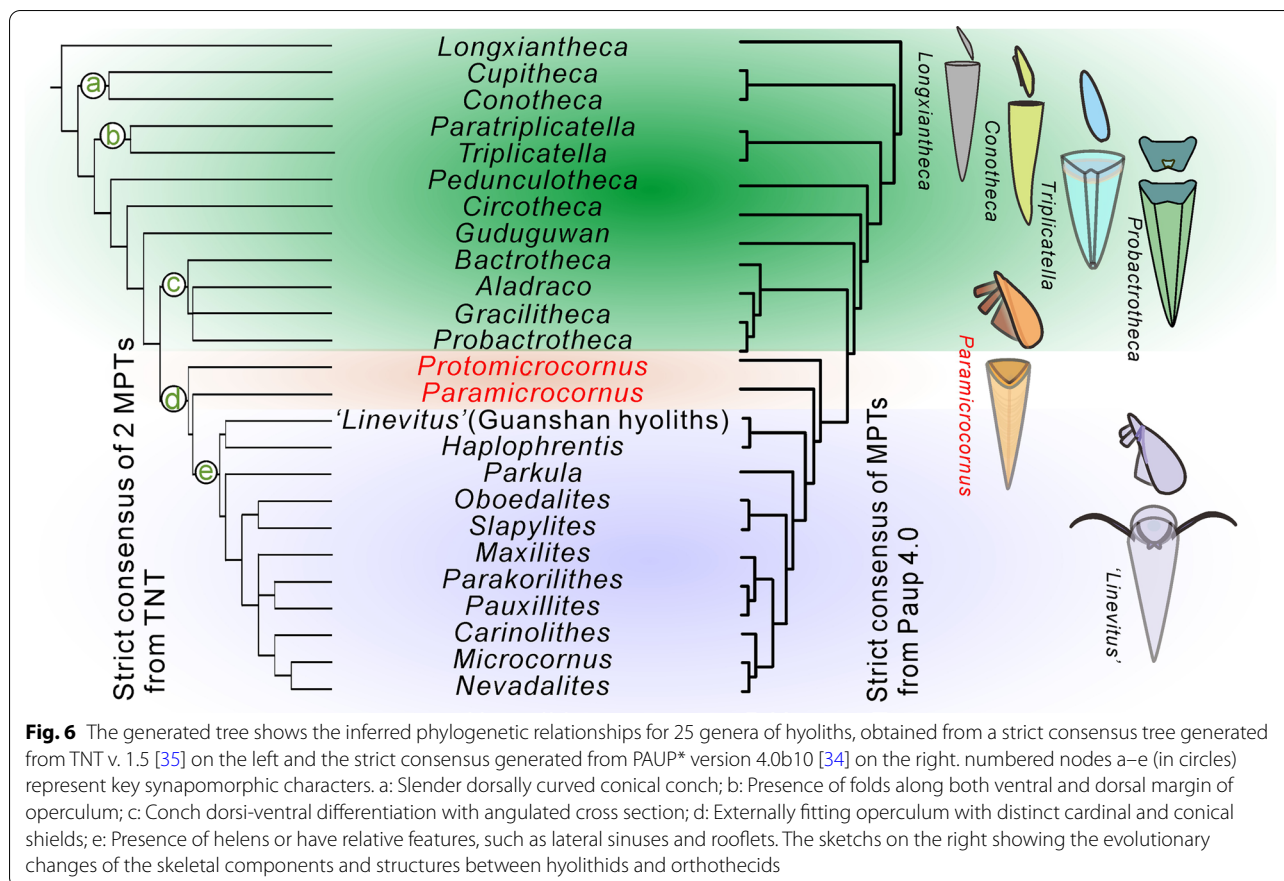 Longxiantheca
Cupitheca
Conotheca
Paratriplicatella
Triplicatella
Pedunculotheca
Circotheca
Guduguwan
Bactrotheca
Aladraco
Gracilitheca
Probactrotheca
Protomicrocornus
Paramicrocornus
'Linevitus'(Guanshan hyoliths)
Haplophrentis
Parkula
Oboedalites
Slapylites
Maxilites
Parakorilithes
Pauxillites
Carinolithes
Microcornus
Nevadalites
a
b
c
d
e
Strict consensus of 2 MPTs
from TNT
Strict consensus of MPTs
from Paup 4.0
Longxiantheca
Conotheca
Triplicatella
Probactrotheca
Paramicrocornus
'Linevitus'
Fig. 6 The generated tree shows the inferred phylogenetic relationships for 25 genera of hyoliths, obtained from a strict consensus tree generated
from TNT v. 1.5 [35] on the left and the strict consensus generated from PAUP* version 4.0b10 [34] on the right. numbered nodes a–e (in circles)
represent key synapomorphic characters. a: Slender dorsally curved conical conch; b: Presence of folds along both ventral and dorsal margin of
operculum; c: Conch dorsi-ventral differentiation with angulated cross section; d: Externally fitting operculum with distinct cardinal and conical
shields; e: Presence of helens or have relative features, such as lateral sinuses and rooflets. The sketchs on the right showing the evolutionary
changes of the skeletal components and structures between hyolithids and orthothecids